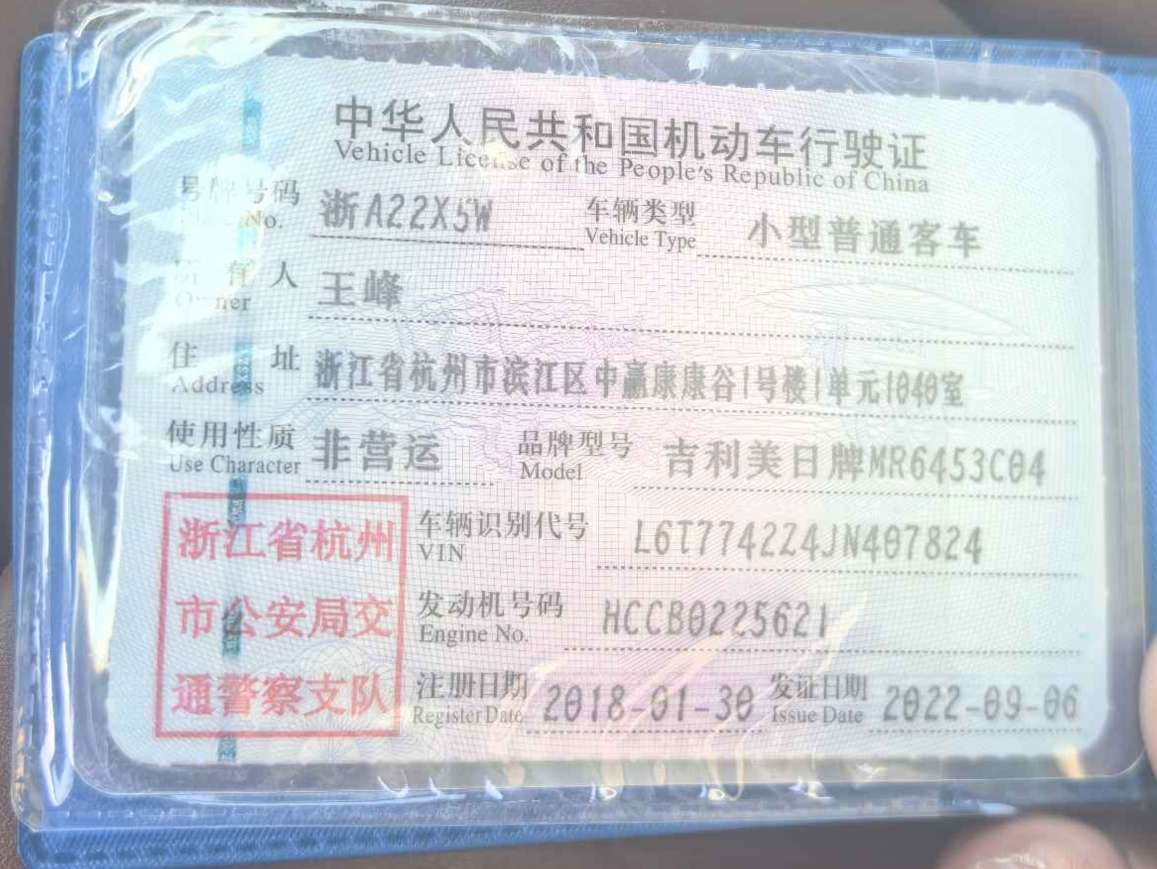 中华人民共和国机动车行驶证
Vehicle License of the People's Republic of China
号牌号码 浙A22X5W 车辆类型 小型普通客车
No. Vehicle Type
所有人 王峰
Owner
住址 浙江省杭州市滨江区中赢康康谷1号楼1单元1040室
Address
使用性质 非营运 品牌型号 吉利美日牌MR6453C04
Use Character Model
浙江省杭州
市公安局交
通警察支队
车辆识别代号 L6T7742Z4JN407824
VIN
发动机号码 HCCB0225621
Engine No.
注册日期 2018-01-30 发证日期 2022-09-06
Register Date Issue Date